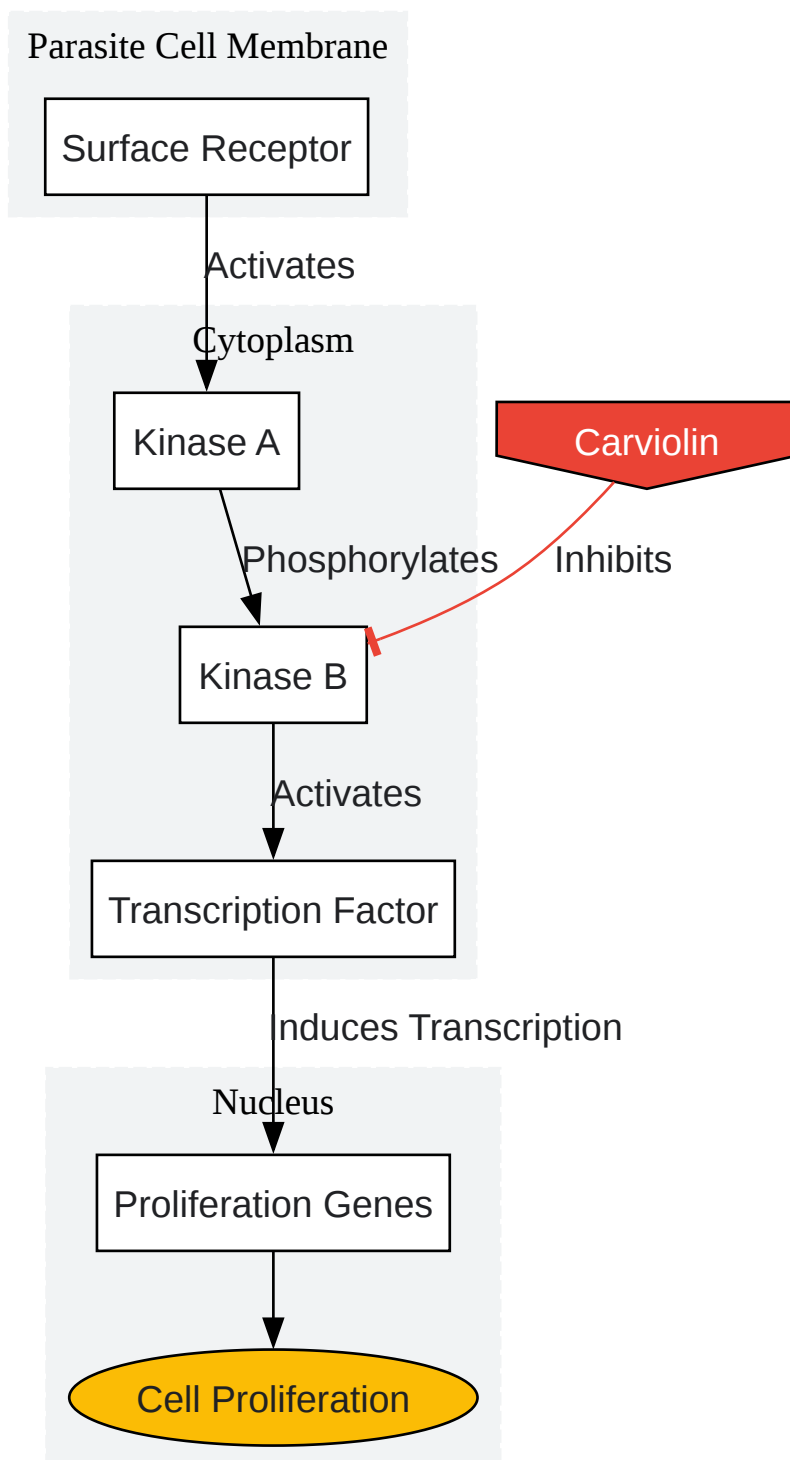 Parasite Cell Membrane
Surface Receptor
Activates
Cytoplasm
Kinase A
Carviolin
Phosphorylates
Inhibits
Kinase B
Activates
Transcription Factor
Induces Transcription
Nucleus
Proliferation Genes
Cell Proliferation